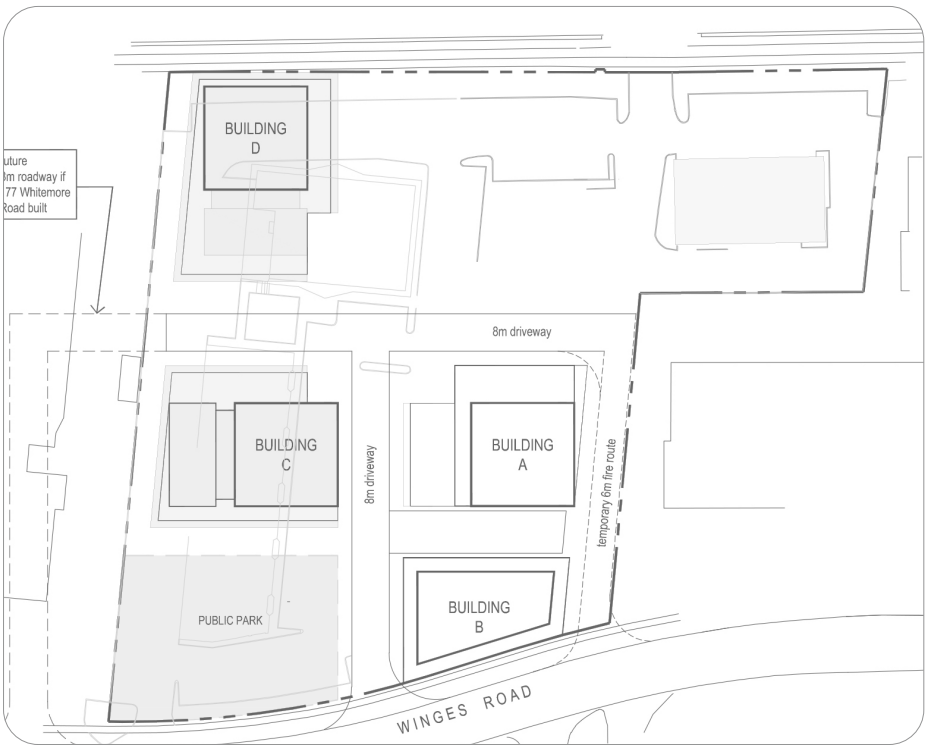 BUILDING
D
uture
3m roadway if
77 Whitemore
Road built
8m driveway
BUILDING
C
8m driveway
BUILDING
A
temporary 6m fire route
BUILDING
B
PUBLIC PARK
WINGES ROAD